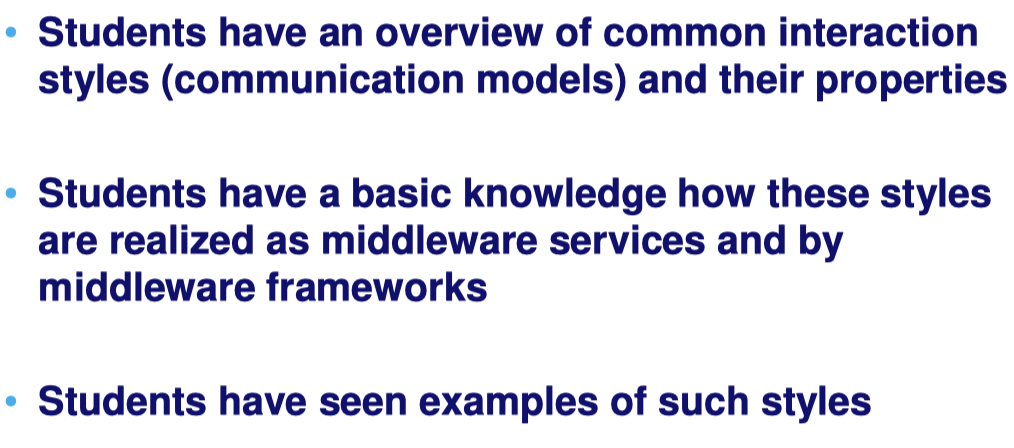 • Students have an overview of common interaction
styles (communication models) and their properties
• Students have a basic knowledge how these styles
are realized as middleware services and by
middleware frameworks
• Students have seen examples of such styles